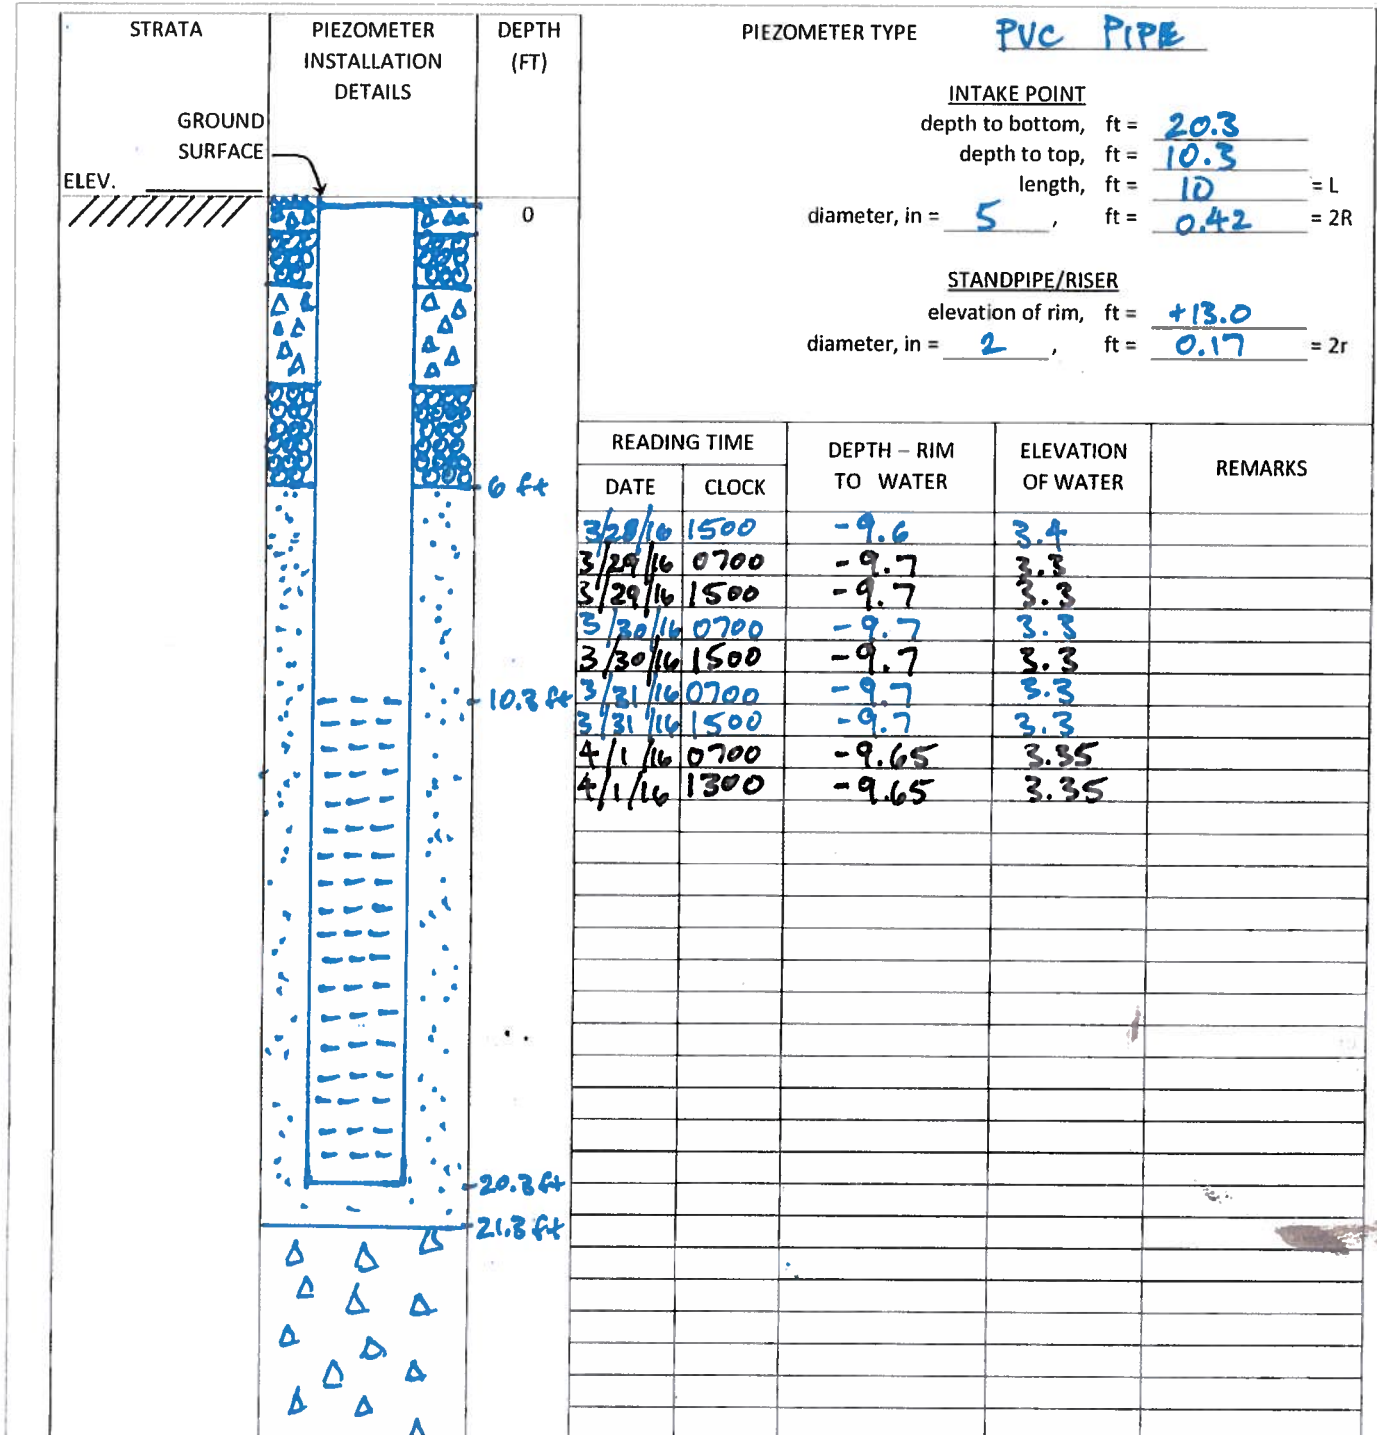 STRATA
PIEZOMETER
INSTALLATION
DETAILS
DEPTH
(FT)
GROUND
SURFACE
ELEV.
0
6 ft
10.3 ft
20.3 ft
21.3 ft
PIEZOMETER TYPE PVC PIPE
INTAKE POINT
depth to bottom, ft = 20.3
depth to top, ft = 10.3
length, ft = 10 = L
diameter, in = 5 , ft = 0.42 = 2R
STANDPIPE/RISER
elevation of rim, ft = +13.0
diameter, in = 2 , ft = 0.17 = 2r
READING TIME
DATE CLOCK
DEPTH – RIM
TO WATER
ELEVATION
OF WATER
REMARKS
3/28/16 1500 -9.6 3.4
3/29/16 0700 -9.7 3.3
3/29/16 1500 -9.7 3.3
3/30/16 0700 -9.7 3.3
3/30/16 1500 -9.7 3.3
3/31/16 0700 -9.7 3.3
3/31/16 1500 -9.7 3.3
4/1/16 0700 -9.65 3.35
4/1/16 1300 -9.65 3.35